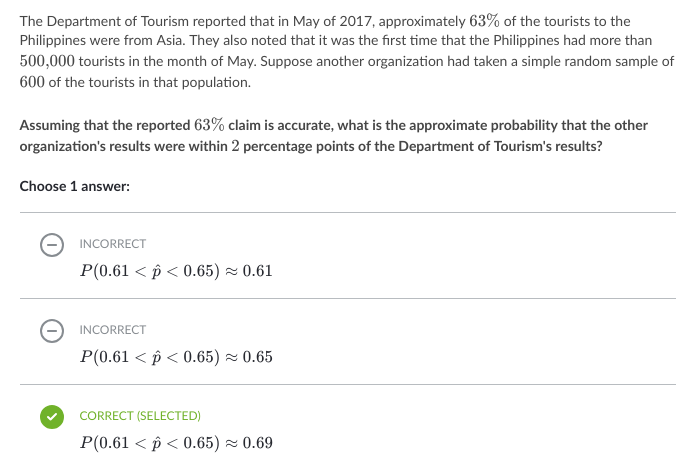 The Department of Tourism reported that in May of 2017, approximately 63% of the tourists to the
Philippines were from Asia. They also noted that it was the first time that the Philippines had more than
500,000 tourists in the month of May. Suppose another organization had taken a simple random sample of
600 of the tourists in that population.
Assuming that the reported 63% claim is accurate, what is the approximate probability that the other
organization's results were within 2 percentage points of the Department of Tourism's results?
Choose 1 answer:
INCORRECT
P(0.61 < p̂ < 0.65) ≈ 0.61
INCORRECT
P(0.61 < p̂ < 0.65) ≈ 0.65
CORRECT (SELECTED)
P(0.61 < p̂ < 0.65) ≈ 0.69